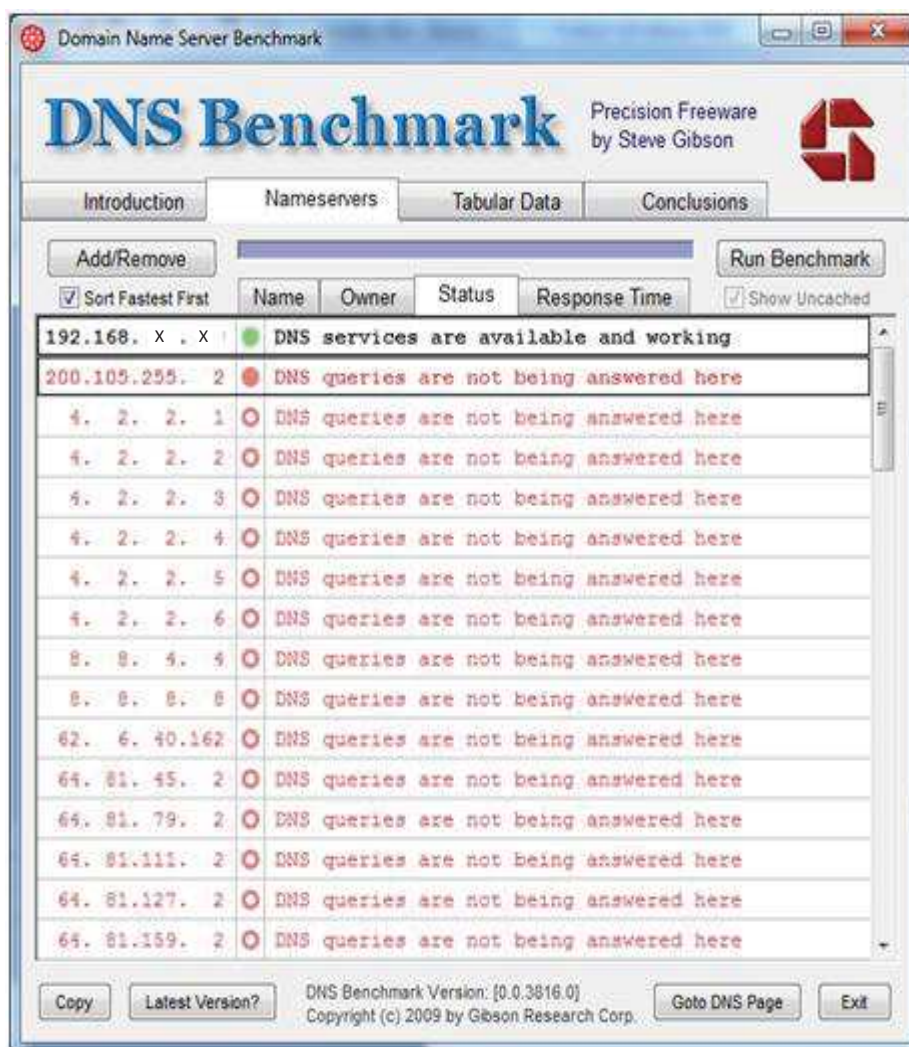 Domain Name Server Benchmark
DNS Benchmark
Precision Freeware
by Steve Gibson
Introduction Nameservers Tabular Data Conclusions
Add/Remove Run Benchmark
Sort Fastest First Name Owner Status Response Time Show Uncached
192.168. x . x DNS services are available and working
200.105.255. 2 DNS queries are not being answered here
4. 2. 2. 1 DNS queries are not being answered here
4. 2. 2. 2 DNS queries are not being answered here
4. 2. 2. 3 DNS queries are not being answered here
4. 2. 2. 4 DNS queries are not being answered here
4. 2. 2. 5 DNS queries are not being answered here
4. 2. 2. 6 DNS queries are not being answered here
8. 8. 4. 4 DNS queries are not being answered here
8. 8. 8. 8 DNS queries are not being answered here
62. 6. 40.162 DNS queries are not being answered here
64. 81. 45. 2 DNS queries are not being answered here
64. 81. 79. 2 DNS queries are not being answered here
64. 81.111. 2 DNS queries are not being answered here
64. 81.127. 2 DNS queries are not being answered here
64. 81.159. 2 DNS queries are not being answered here
Copy Latest Version? DNS Benchmark Version: [0.0.3816.0] Goto DNS Page Exit
Copyright (c) 2009 by Gibson Research Corp.